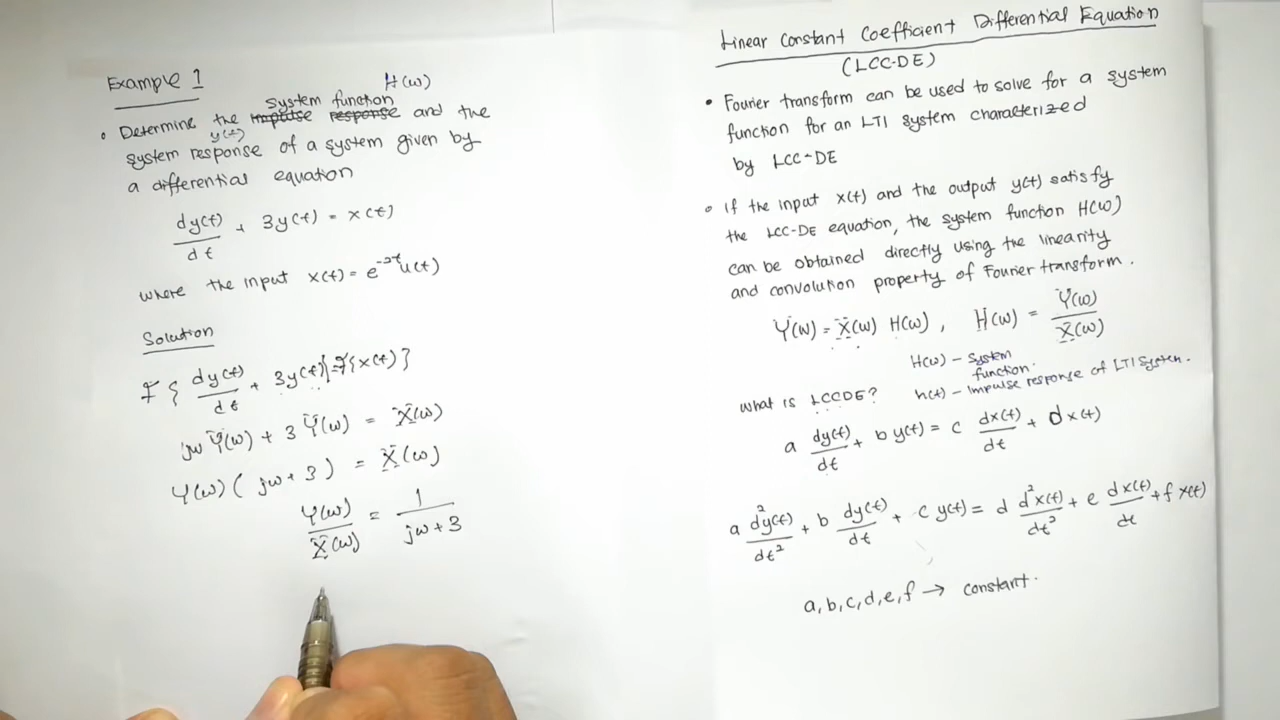 Example 1
H(ω)
system function
• Determine the impulse response and the
y(t)
system response of a system given by
a differential equation
dy(t)/dt + 3y(t) = x(t)
where the input x(t) = e^-2t u(t)
Solution
F { dy(t)/dt + 3y(t) } = F{x(t)}
jω Y(ω) + 3 Y(ω) = X(ω)
Y(ω) ( jω + 3 ) = X(ω)
Y(ω)/X(ω) = 1/(jω + 3)
Linear Constant Coefficient Differential Equation
(LCC-DE)
• Fourier transform can be used to solve for a system
function for an LTI system characterized
by LCC-DE
• If the input x(t) and the output y(t) satisfy
the LCC-DE equation, the system function H(ω)
can be obtained directly using the linearity
and convolution property of Fourier transform.
Y(ω) = X(ω) H(ω), H(ω) = Y(ω)/X(ω)
H(ω) – System
function.
h(t) – Impulse response of LTI System.
What is LCCDE?
a dy(t)/dt + b y(t) = c dx(t)/dt + d x(t)
a d²y(t)/dt² + b dy(t)/dt + c y(t) = d d²x(t)/dt² + e dx(t)/dt + f x(t)
a, b, c, d, e, f → constant.